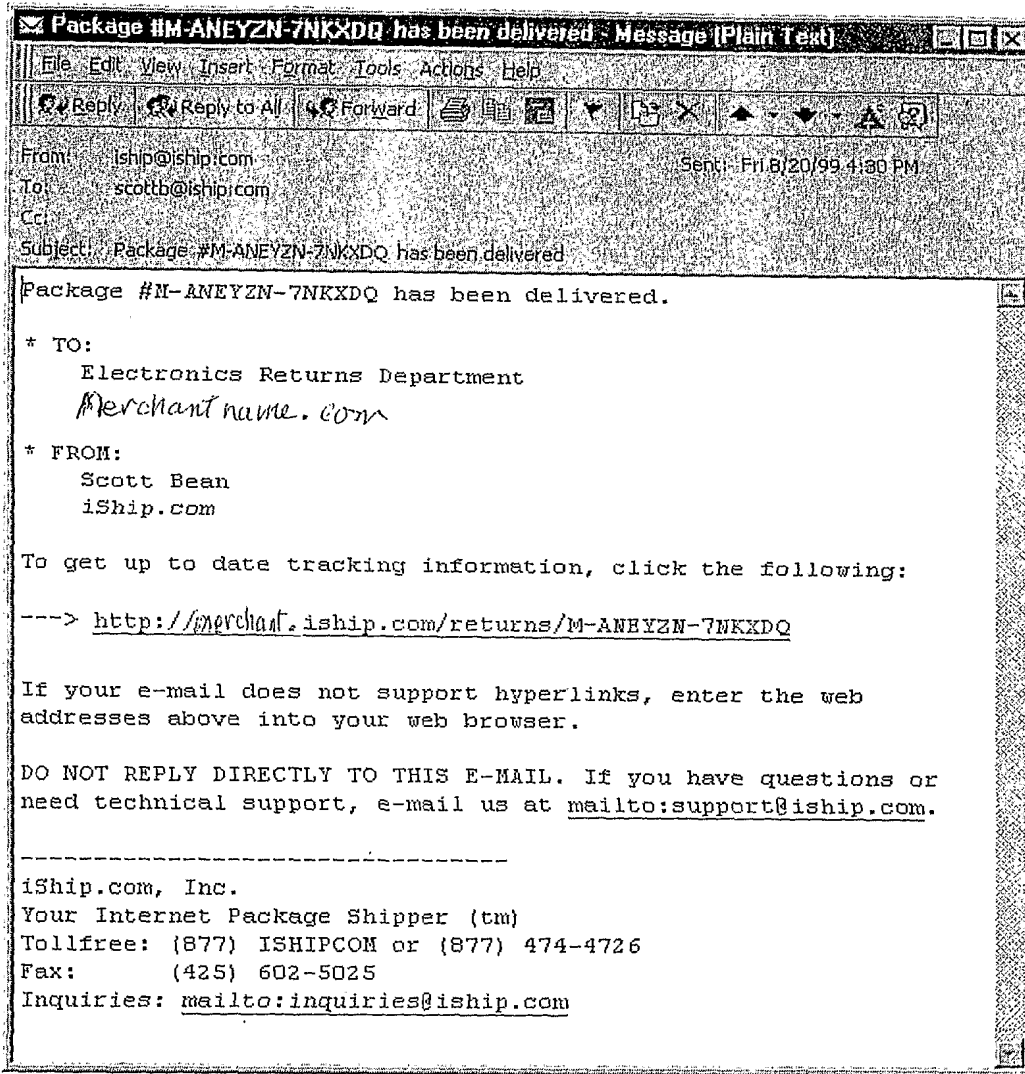 Package #M-ANEYZN-7NKXDQ has been delivered - Message (Plain Text)
File Edit View Insert Format Tools Actions Help
Reply Reply to All Forward
From: iship@iship.com Sent: Fri 8/20/99 4:30 PM
To: scottb@iship.com
Cc:
Subject: Package #M-ANEYZN-7NKXDQ has been delivered
Package #M-ANEYZN-7NKXDQ has been delivered.
* TO:
Electronics Returns Department
Merchantname.com
* FROM:
Scott Bean
iShip.com
To get up to date tracking information, click the following:
---> http://merchant.iship.com/returns/M-ANEYZN-7NKXDQ
If your e-mail does not support hyperlinks, enter the web
addresses above into your web browser.
DO NOT REPLY DIRECTLY TO THIS E-MAIL. If you have questions or
need technical support, e-mail us at mailto:support@iship.com.
----------------------------------
iShip.com, Inc.
Your Internet Package Shipper (tm)
Tollfree: (877) ISHIPCOM or (877) 474-4726
Fax: (425) 602-5025
Inquiries: mailto:inquiries@iship.com